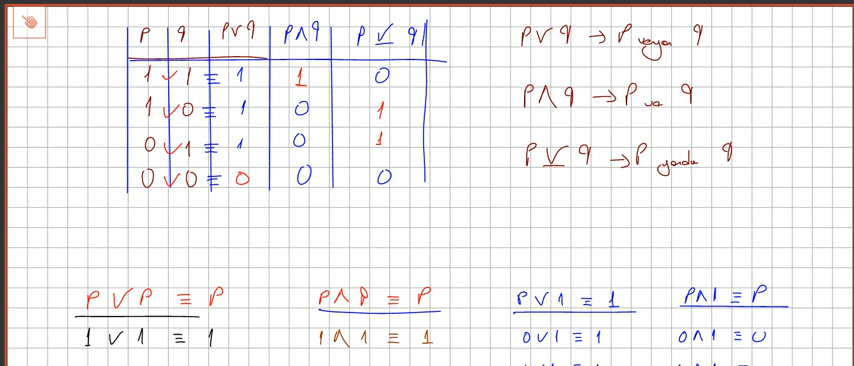 p q p∨q p∧q p ⊻ q
1 ∨ 1 ≡ 1 1 0
1 ∨ 0 ≡ 1 0 1
0 ∨ 1 ≡ 1 0 1
0 ∨ 0 ≡ 0 0 0
p∨q → p veya q
p∧q → p ve q
p ⊻ q → p yada q
p ∨ p ≡ p
1 ∨ 1 ≡ 1
p∧p ≡ p
1 ∧ 1 ≡ 1
p∨1 ≡ 1
0∨1 ≡ 1
p∧1 ≡ p
0∧1 ≡ 0